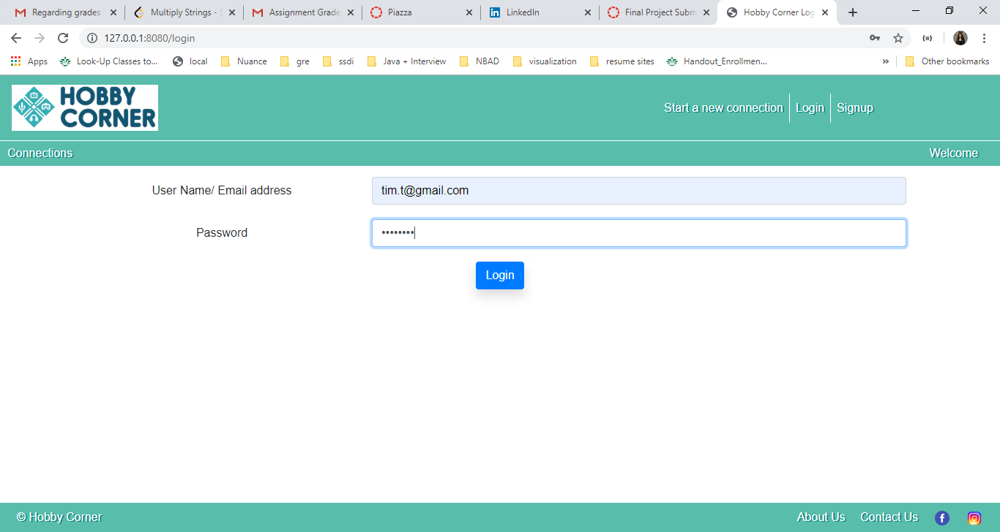 Regarding grades
Multiply Strings - S
Assignment Grade
Piazza
LinkedIn
Final Project Subm
Hobby Corner Log
127.0.0.1:8080/login
Apps
Look-Up Classes to...
local
Nuance
gre
ssdi
Java + Interview
NBAD
visualization
resume sites
Handout_Enrollmen...
»
Other bookmarks
HOBBY
CORNER
Start a new connection
Login
Signup
Connections
Welcome
User Name/ Email address
tim.t@gmail.com
Password
••••••••
Login
© Hobby Corner
About Us
Contact Us